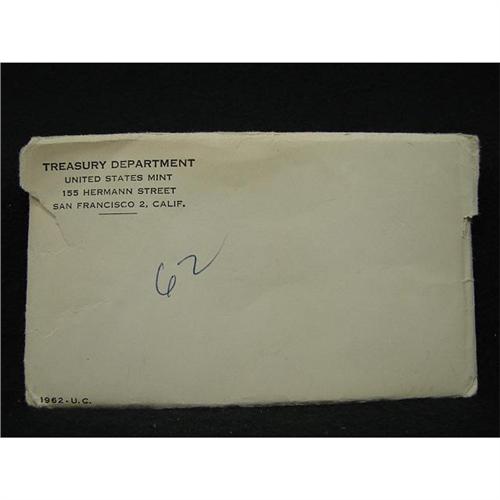 TREASURY DEPARTMENT
UNITED STATES MINT
155 HERMANN STREET
SAN FRANCISCO 2, CALIF.
62
1962-U.C.